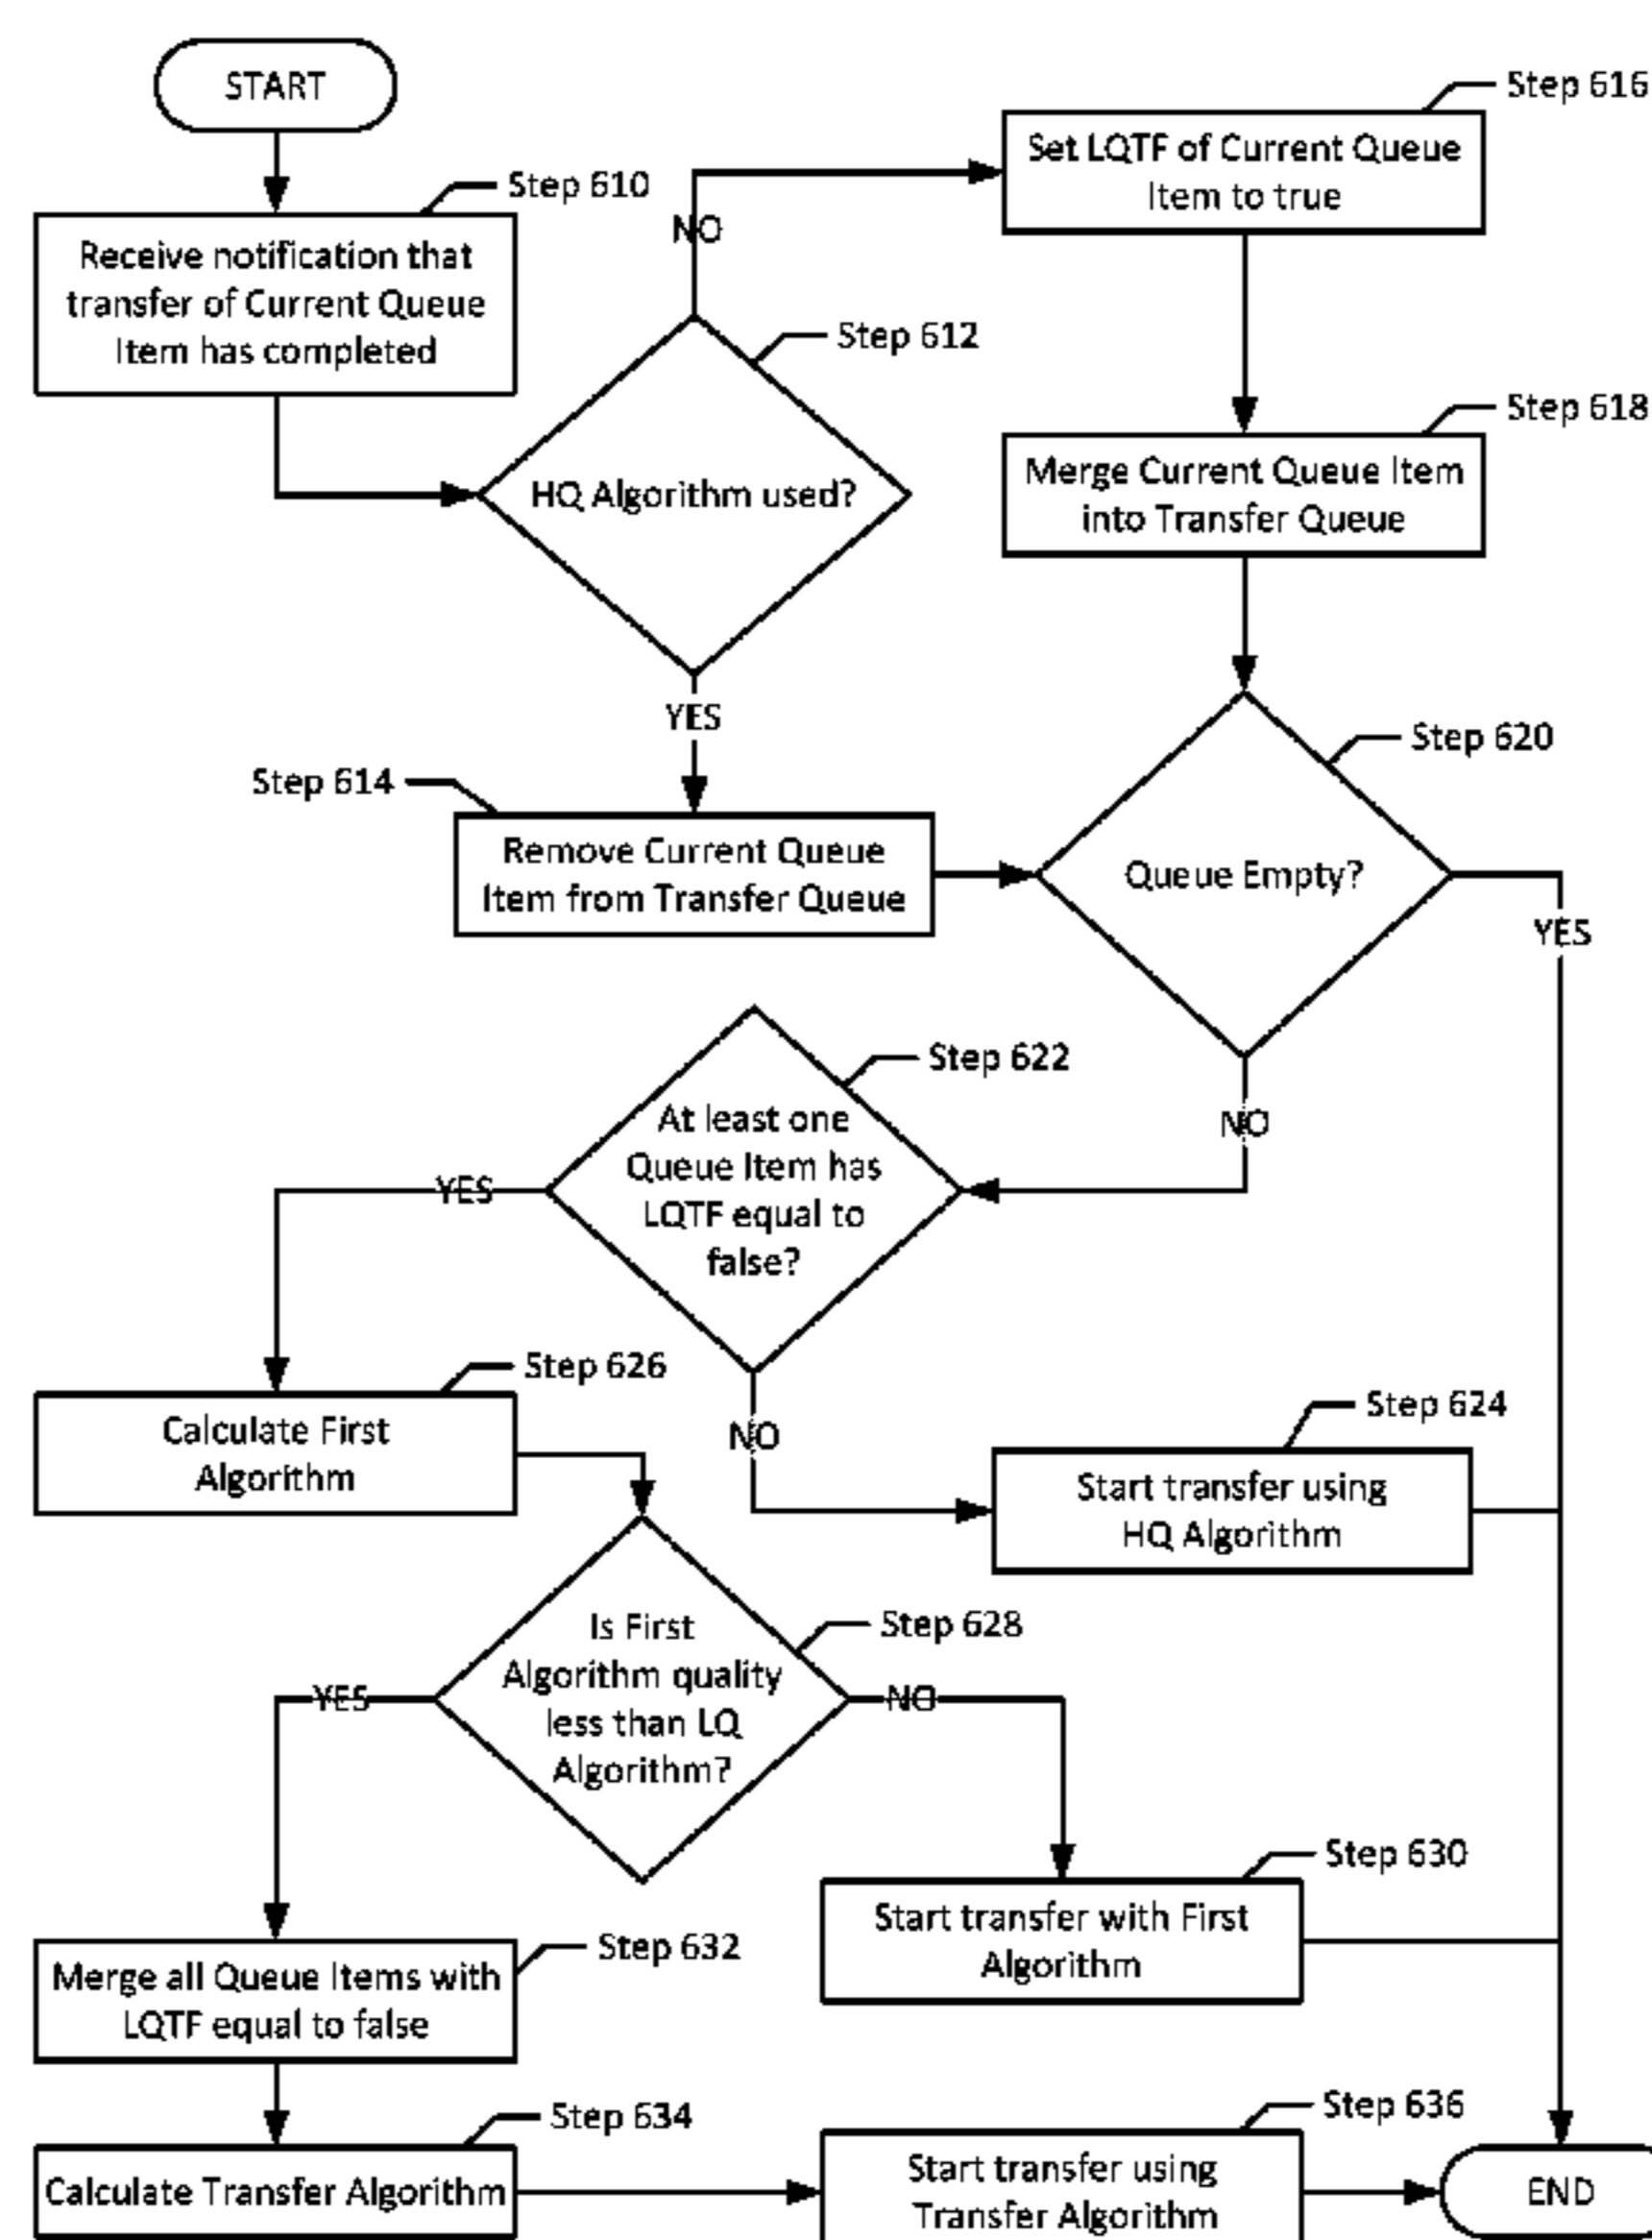 START
Step 610
Receive notification that
transfer of Current Queue
Item has completed
Step 612
HQ Algorithm used?
NO
YES
Step 616
Set LQTF of Current Queue
Item to true
Step 618
Merge Current Queue Item
into Transfer Queue
Step 614
Remove Current Queue
Item from Transfer Queue
Step 620
Queue Empty?
YES
NO
Step 622
At least one
Queue Item has
LQTF equal to
false?
YES
NO
Step 626
Calculate First
Algorithm
Step 624
Start transfer using
HQ Algorithm
Step 628
Is First
Algorithm quality
less than LQ
Algorithm?
YES
NO
Step 630
Start transfer with First
Algorithm
Step 632
Merge all Queue Items with
LQTF equal to false
Step 634
Calculate Transfer Algorithm
Step 636
Start transfer using
Transfer Algorithm
END